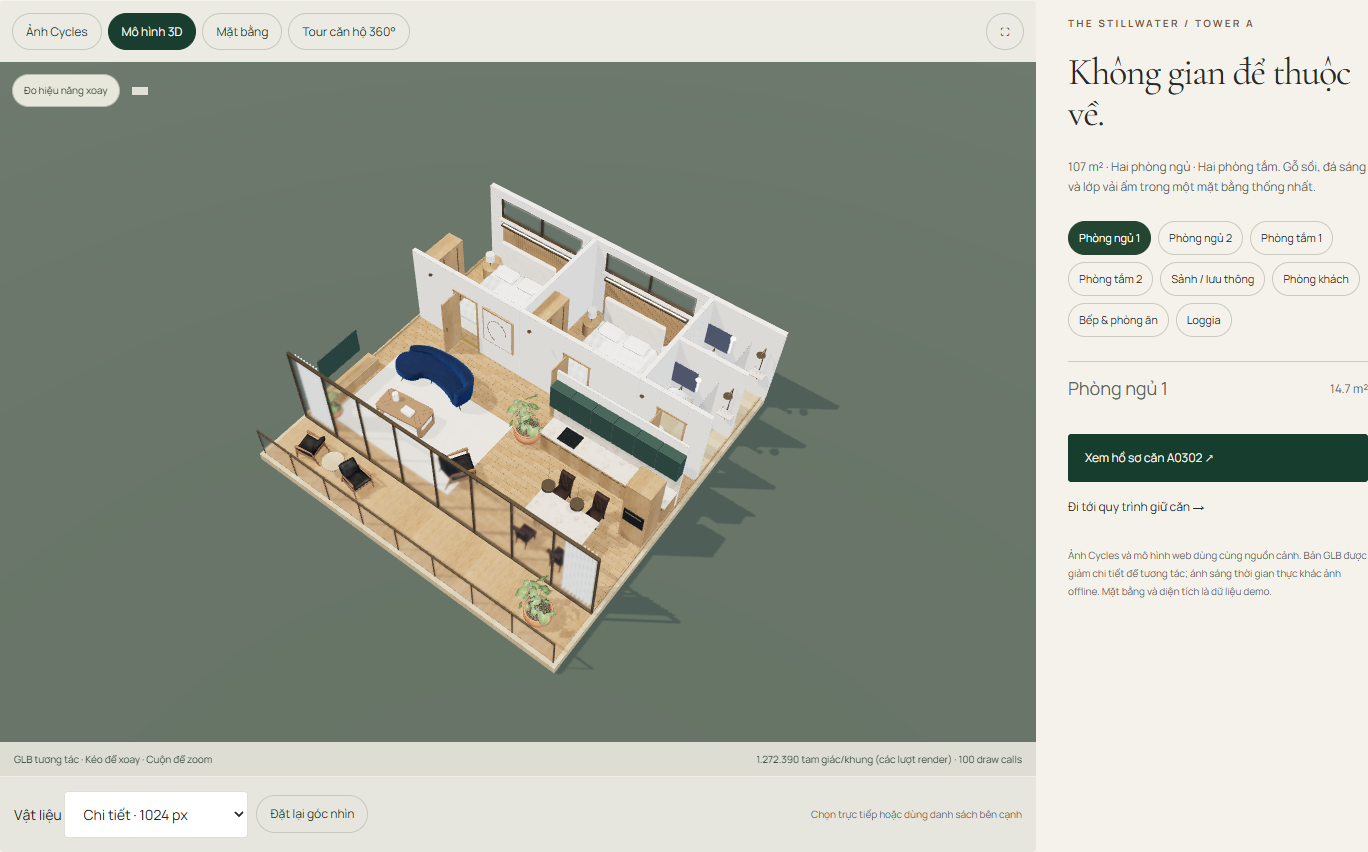 Ảnh Cycles
Mô hình 3D
Mặt bằng
Tour căn hộ 360°
Đo hiệu năng xoay
GLB tương tác · Kéo để xoay · Cuộn để zoom
1.272.390 tam giác/khung (các lượt render) · 100 draw calls
Vật liệu
Chi tiết · 1024 px
Đặt lại góc nhìn
Chọn trực tiếp hoặc dùng danh sách bên cạnh
THE STILLWATER / TOWER A
Không gian để thuộc
về.
107 m² · Hai phòng ngủ · Hai phòng tắm. Gỗ sồi, đá sáng
và lớp vải ấm trong một mặt bằng thống nhất.
Phòng ngủ 1
Phòng ngủ 2
Phòng tắm 1
Phòng tắm 2
Sảnh / lưu thông
Phòng khách
Bếp & phòng ăn
Loggia
Phòng ngủ 1
14.7 m²
Xem hồ sơ căn A0302 ↗
Đi tới quy trình giữ căn →
Ảnh Cycles và mô hình web dùng cùng nguồn cảnh. Bản GLB được
giảm chi tiết để tương tác; ánh sáng thời gian thực khác ảnh
offline. Mặt bằng và diện tích là dữ liệu demo.